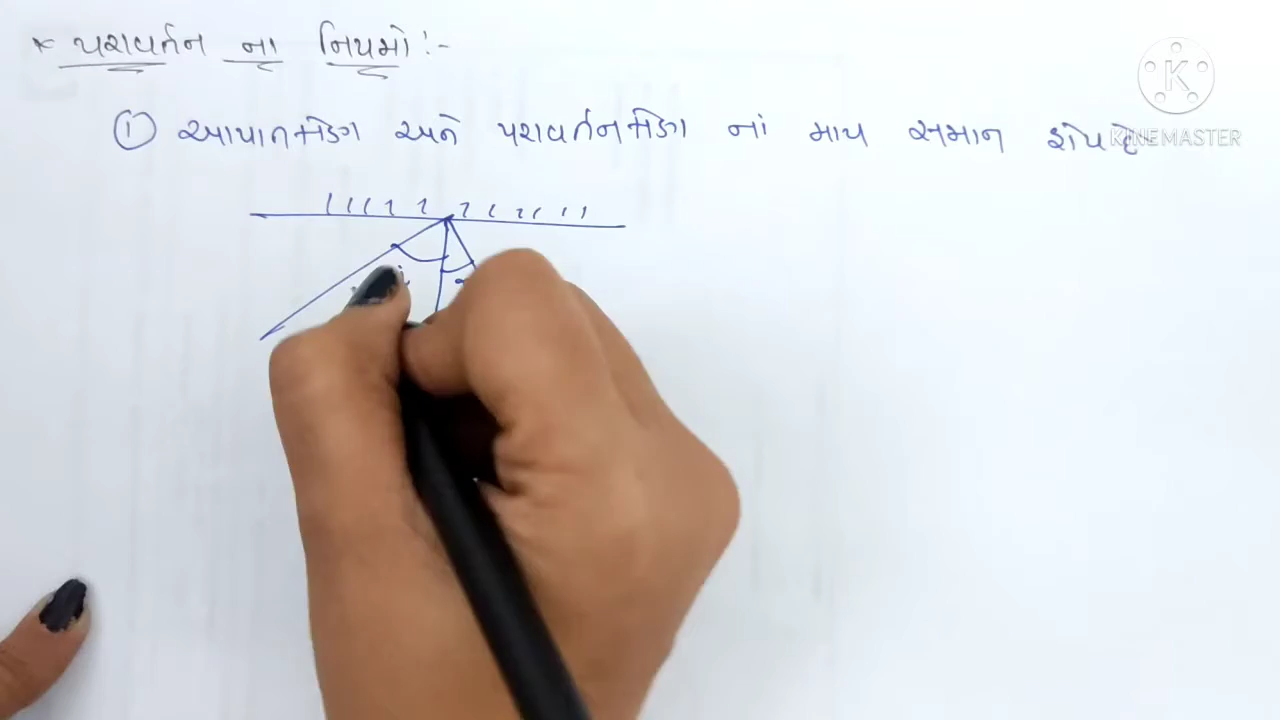 * પરાવર્તન ના નિયમો :-
① આપાતકોણ અને પરાવર્તનકોણ નાં માપ સમાન હોય છે
K
KINEMASTER
i
r